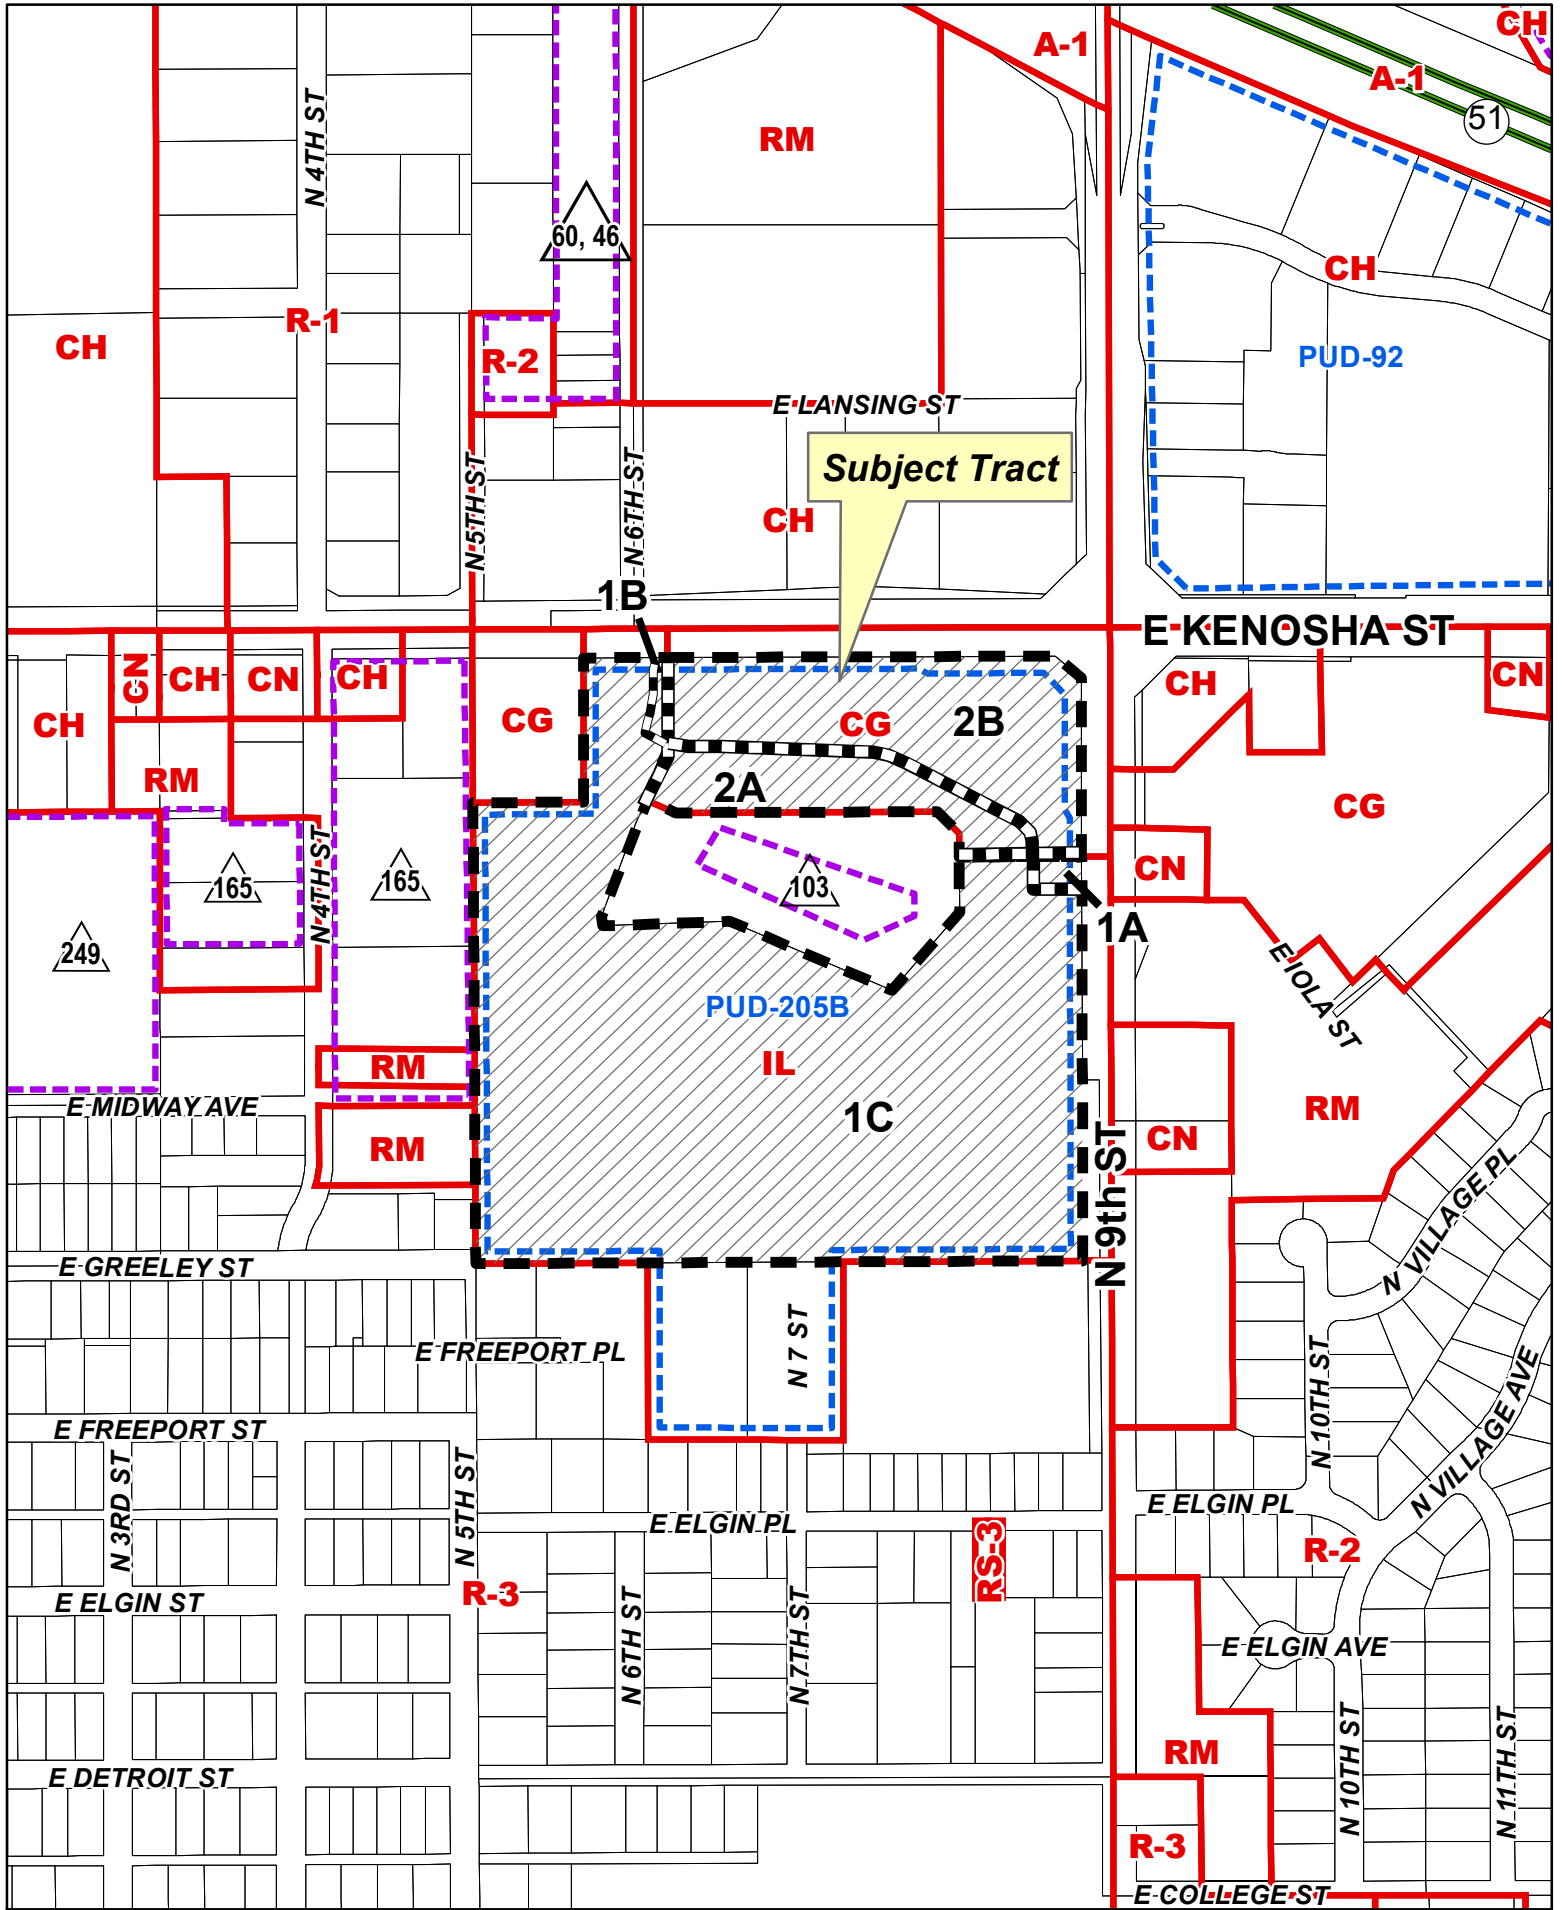 CH
A-1
A-1
51
RM
N 4TH ST
60, 46
CH
R-1
CH
R-2
PUD-92
E LANSING ST
Subject Tract
N 5TH ST
N 6TH ST
CH
1B
E KENOSHA ST
CN
CH
CN
CH
CH
CN
CH
CG
CG
2B
RM
2A
CG
N 4TH ST
165
165
103
CN
249
1A
E IOLA ST
PUD-205B
IL
RM
E MIDWAY AVE
1C
RM
RM
CN
N 9th ST
N VILLAGE PL
E GREELEY ST
E FREEPORT PL
N 7 ST
N 10TH ST
N VILLAGE AVE
E FREEPORT ST
N 3RD ST
N 5TH ST
E ELGIN PL
E ELGIN PL
RS-3
R-2
R-3
E ELGIN ST
N 6TH ST
N 7TH ST
E ELGIN AVE
RM
N 10TH ST
N 11TH ST
E DETROIT ST
R-3
E COLLEGE ST